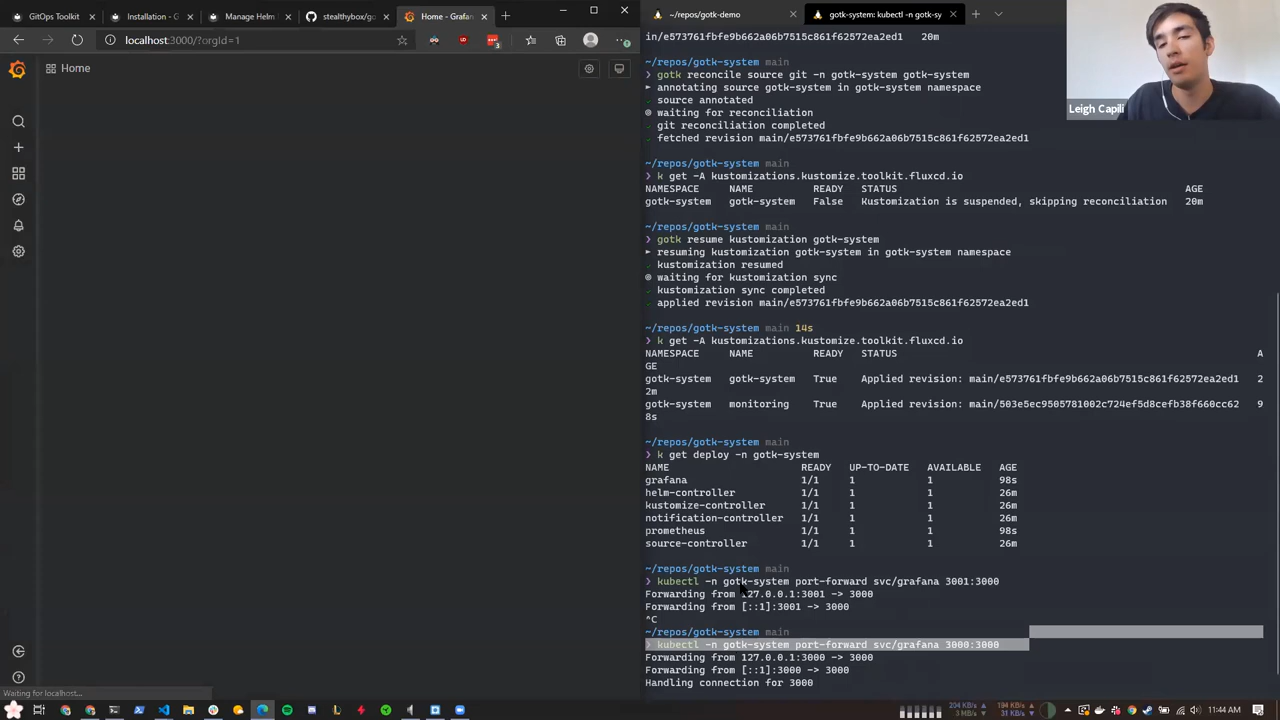 GitOps Toolkit
Installation - G
Manage Helm
stealthybox/go
Home - Grafan
localhost:3000/?orgId=1
3
Home
Waiting for localhost...
~/repos/gotk-demo
gotk-system: kubectl -n gotk-sy
in/e573761fbfe9b662a06b7515c861f62572ea2ed1 20m
~/repos/gotk-system main
❯ gotk reconcile source git -n gotk-system gotk-system
► annotating source gotk-system in gotk-system namespace
✔ source annotated
◎ waiting for reconciliation
✔ git reconciliation completed
✔ fetched revision main/e573761fbfe9b662a06b7515c861f62572ea2ed1
~/repos/gotk-system main
❯ k get -A kustomizations.kustomize.toolkit.fluxcd.io
NAMESPACE NAME READY STATUS AGE
gotk-system gotk-system False Kustomization is suspended, skipping reconciliation 20m
~/repos/gotk-system main
❯ gotk resume kustomization gotk-system
► resuming kustomization gotk-system in gotk-system namespace
✔ kustomization resumed
◎ waiting for kustomization sync
✔ kustomization sync completed
✔ applied revision main/e573761fbfe9b662a06b7515c861f62572ea2ed1
~/repos/gotk-system main 14s
❯ k get -A kustomizations.kustomize.toolkit.fluxcd.io
NAMESPACE NAME READY STATUS A
GE
gotk-system gotk-system True Applied revision: main/e573761fbfe9b662a06b7515c861f62572ea2ed1 2
2m
gotk-system monitoring True Applied revision: main/503e5ec9505781002c724ef5d8cefb38f660cc62 9
8s
~/repos/gotk-system main
❯ k get deploy -n gotk-system
NAME READY UP-TO-DATE AVAILABLE AGE
grafana 1/1 1 1 98s
helm-controller 1/1 1 1 26m
kustomize-controller 1/1 1 1 26m
notification-controller 1/1 1 1 26m
prometheus 1/1 1 1 98s
source-controller 1/1 1 1 26m
~/repos/gotk-system main
❯ kubectl -n gotk-system port-forward svc/grafana 3001:3000
Forwarding from 127.0.0.1:3001 -> 3000
Forwarding from [::1]:3001 -> 3000
^C
~/repos/gotk-system main
❯ kubectl -n gotk-system port-forward svc/grafana 3000:3000
Forwarding from 127.0.0.1:3000 -> 3000
Forwarding from [::1]:3000 -> 3000
Handling connection for 3000
Leigh Capili
204 KB/s 194 KB/s
3 MB/s 31 KB/s
11:44 AM